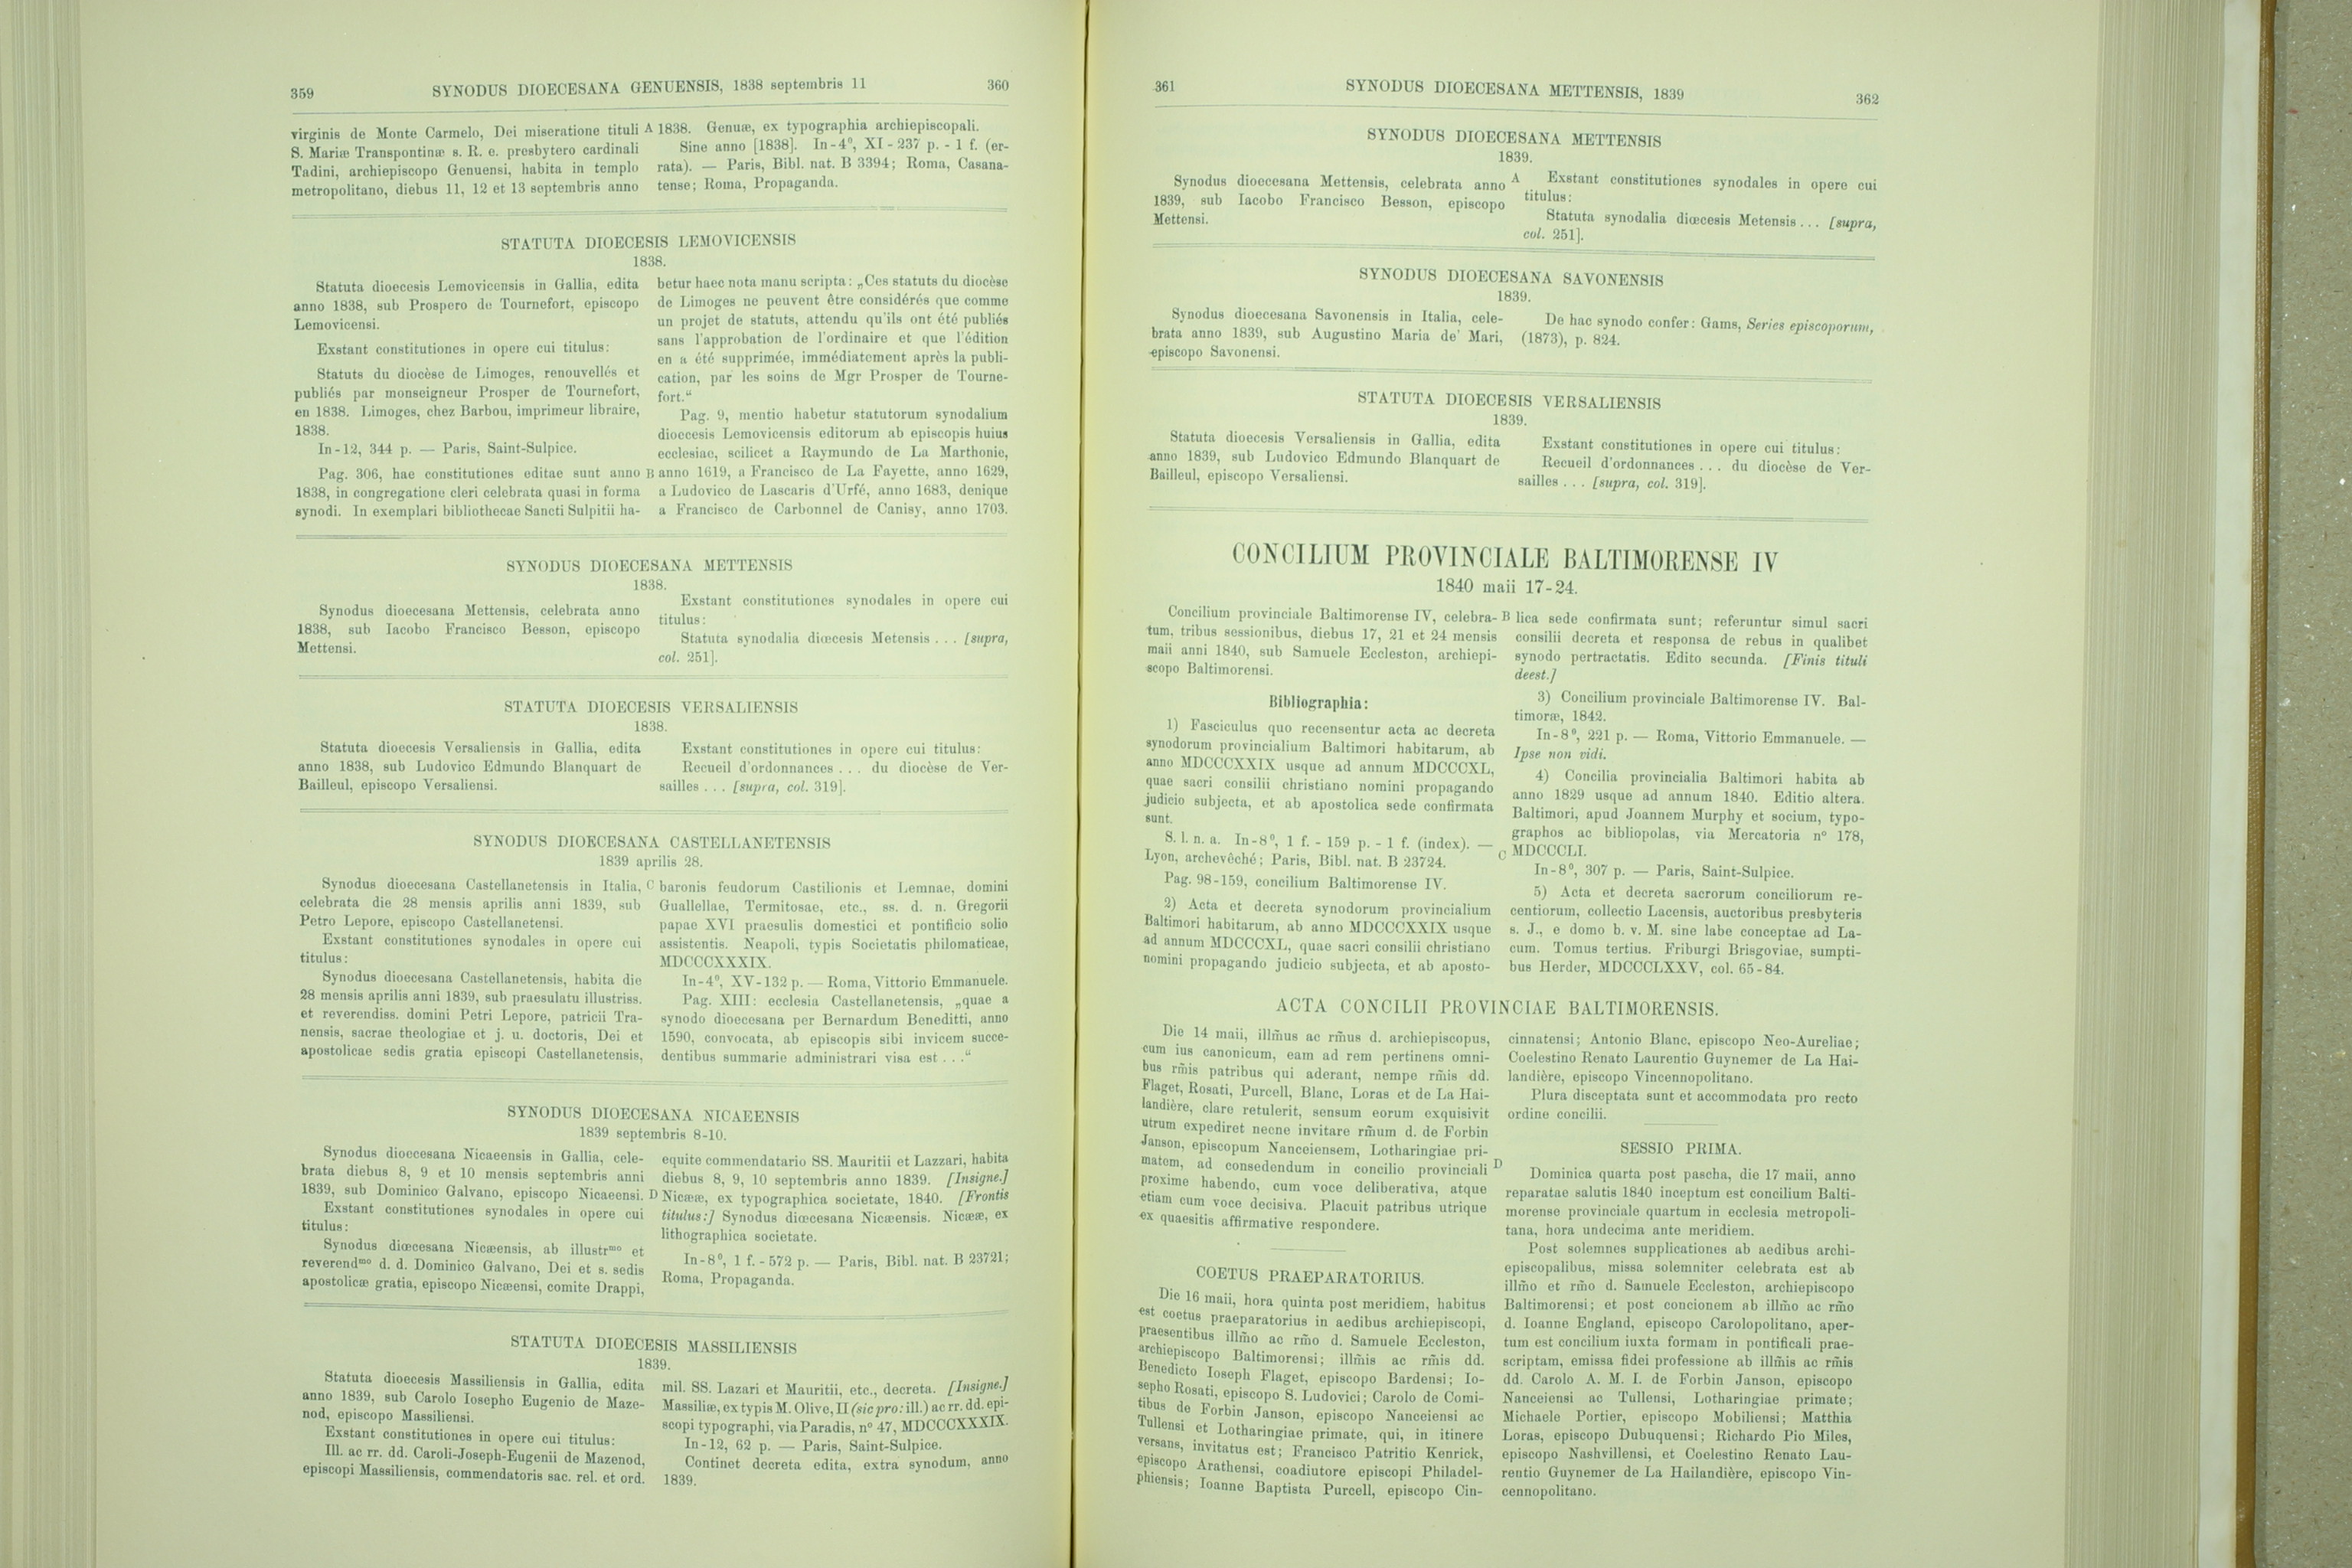 359
SYNODUS DIOECESANA GENUENSIS, 1838 septembris 11
360
virginis de Monte Carmelo, Dei miseratione tituli
S. Mariæ Transpontinæ s. R. e. presbytero cardinali
Tadini, archiepiscopo Genuensi, habita in templo
metropolitano, diebus 11, 12 et 13 septembris anno
A
1838. Genuæ, ex typographia archiepiscopali.
Sine anno [1838]. In-4⁰, XI-237 p. - 1 f. (er-
rata). — Paris, Bibl. nat. B 3394; Roma, Casana-
tense; Roma, Propaganda.
STATUTA DIOECESIS LEMOVICENSIS
1838.
Statuta dioecesis Lemovicensis in Gallia, edita
anno 1838, sub Prospero de Tournefort, episcopo
Lemovicensi.
Exstant constitutiones in opere cui titulus:
Statuts du diocèse de Limoges, renouvellés et
publiés par monseigneur Prosper de Tournefort,
en 1838. Limoges, chez Barbou, imprimeur libraire,
1838.
In-12, 344 p. — Paris, Saint-Sulpice.
Pag. 306, hae constitutiones editae sunt anno
1838, in congregatione cleri celebrata quasi in forma
synodi. In exemplari bibliothecae Sancti Sulpitii ha-
betur haec nota manu scripta: „Ces statuts du diocèse
de Limoges ne peuvent être considérés que comme
un projet de statuts, attendu qu'ils ont été publiés
sans l'approbation de l'ordinaire et que l'édition
en a été supprimée, immédiatement après la publi-
cation, par les soins de Mgr Prosper de Tourne-
fort."
Pag. 9, mentio habetur statutorum synodalium
dioecesis Lemovicensis editorum ab episcopis huius
ecclesiae, scilicet a Raymundo de La Marthonie,
B
anno 1619, a Francisco de La Fayette, anno 1629,
a Ludovico de Lascaris d'Urfé, anno 1683, denique
a Francisco de Carbonnel de Canisy, anno 1703.
SYNODUS DIOECESANA METTENSIS
1838.
Synodus dioecesana Mettensis, celebrata anno
1838, sub Iacobo Francisco Besson, episcopo
Mettensi.
Exstant constitutiones synodales in opere cui
titulus:
Statuta synodalia diœcesis Metensis . . . [supra,
col. 251].
STATUTA DIOECESIS VERSALIENSIS
1838.
Statuta dioecesis Versaliensis in Gallia, edita
anno 1838, sub Ludovico Edmundo Blanquart de
Bailleul, episcopo Versaliensi.
Exstant constitutiones in opere cui titulus:
Recueil d'ordonnances . . . du diocèse de Ver-
sailles . . . [supra, col. 319].
SYNODUS DIOECESANA CASTELLANETENSIS
1839 aprilis 28.
Synodus dioecesana Castellanetensis in Italia,
celebrata die 28 mensis aprilis anni 1839, sub
Petro Lepore, episcopo Castellanetensi.
Exstant constitutiones synodales in opere cui
titulus:
Synodus dioecesana Castellanetensis, habita die
28 mensis aprilis anni 1839, sub praesulatu illustriss.
et reverendiss. domini Petri Lepore, patricii Tra-
nensis, sacrae theologiae et j. u. doctoris, Dei et
apostolicae sedis gratia episcopi Castellanetensis,
C
baronis feudorum Castilionis et Lemnae, domini
Guallellae, Termitosae, etc., ss. d. n. Gregorii
papae XVI praesulis domestici et pontificio solio
assistentis. Neapoli, typis Societatis philomaticae,
MDCCCXXXIX.
In-4⁰, XV-132 p. — Roma, Vittorio Emmanuele.
Pag. XIII: ecclesia Castellanetensis, „quae a
synodo dioecesana per Bernardum Beneditti, anno
1590, convocata, ab episcopis sibi invicem succe-
dentibus summarie administrari visa est . . ."
SYNODUS DIOECESANA NICAEENSIS
1839 septembris 8-10.
Synodus dioecesana Nicaeensis in Gallia, cele-
brata diebus 8, 9 et 10 mensis septembris anni
1839, sub Dominico Galvano, episcopo Nicaeensi.
Exstant constitutiones synodales in opere cui
titulus:
Synodus diœcesana Nicæensis, ab illustrᵐᵒ et
reverendᵐᵒ d. d. Dominico Galvano, Dei et s. sedis
apostolicæ gratia, episcopo Nicæensi, comite Drappi,
equite commendatario SS. Mauritii et Lazzari, habita
diebus 8, 9, 10 septembris anno 1839. [Insigne.]
D
Nicææ, ex typographica societate, 1840. [Frontis
titulus:] Synodus diœcesana Nicæensis. Nicææ, ex
lithographica societate.
In-8⁰, 1 f. - 572 p. — Paris, Bibl. nat. B 23721;
Roma, Propaganda.
STATUTA DIOECESIS MASSILIENSIS
1839.
Statuta dioecesis Massiliensis in Gallia, edita
anno 1839, sub Carolo Iosepho Eugenio de Maze-
nod, episcopo Massiliensi.
Exstant constitutiones in opere cui titulus:
Ill. ac rr. dd. Caroli-Joseph-Eugenii de Mazenod,
episcopi Massiliensis, commendatoris sac. rel. et ord.
mil. SS. Lazari et Mauritii, etc., decreta. [Insigne.]
Massiliæ, ex typis M. Olive, II (sic pro: ill.) ac rr. dd. epi-
scopi typographi, via Paradis, nº 47, MDCCCXXXIX.
In-12, 62 p. — Paris, Saint-Sulpice.
Continet decreta edita, extra synodum, anno
1839.
361
SYNODUS DIOECESANA METTENSIS, 1839
362
SYNODUS DIOECESANA METTENSIS
1839.
Synodus dioecesana Mettensis, celebrata anno
1839, sub Iacobo Francisco Besson, episcopo
Mettensi.
A
Exstant constitutiones synodales in opere cui
titulus:
Statuta synodalia diœcesis Metensis . . . [supra,
col. 251].
SYNODUS DIOECESANA SAVONENSIS
1839.
Synodus dioecesana Savonensis in Italia, cele-
brata anno 1839, sub Augustino Maria de' Mari,
episcopo Savonensi.
De hac synodo confer: Gams, Series episcoporum,
(1873), p. 824.
STATUTA DIOECESIS VERSALIENSIS
1839.
Statuta dioecesis Versaliensis in Gallia, edita
anno 1839, sub Ludovico Edmundo Blanquart de
Bailleul, episcopo Versaliensi.
Exstant constitutiones in opere cui titulus:
Recueil d'ordonnances . . . du diocèse de Ver-
sailles . . . [supra, col. 319].
CONCILIUM PROVINCIALE BALTIMORENSE IV
1840 maii 17-24.
Concilium provinciale Baltimorense IV, celebra-
tum, tribus sessionibus, diebus 17, 21 et 24 mensis
maii anni 1840, sub Samuele Eccleston, archiepi-
scopo Baltimorensi.
Bibliographia:
1) Fasciculus quo recensentur acta ac decreta
synodorum provincialium Baltimori habitarum, ab
anno MDCCCXXIX usque ad annum MDCCCXL,
quae sacri consilii christiano nomini propagando
judicio subjecta, et ab apostolica sede confirmata
sunt.
S. l. n. a. In-8⁰, 1 f. - 159 p. - 1 f. (index). —
Lyon, archevêché; Paris, Bibl. nat. B 23724.
Pag. 98-159, concilium Baltimorense IV.
2) Acta et decreta synodorum provincialium
Baltimori habitarum, ab anno MDCCCXXIX usque
ad annum MDCCCXL, quae sacri consilii christiano
nomini propagando judicio subjecta, et ab aposto-
B
lica sede confirmata sunt; referuntur simul sacri
consilii decreta et responsa de rebus in qualibet
synodo pertractatis. Edito secunda. [Finis tituli
deest.]
3) Concilium provinciale Baltimorense IV. Bal-
timoræ, 1842.
In-8⁰, 221 p. — Roma, Vittorio Emmanuele. —
Ipse non vidi.
4) Concilia provincialia Baltimori habita ab
anno 1829 usque ad annum 1840. Editio altera.
Baltimori, apud Joannem Murphy et socium, typo-
graphos ac bibliopolas, via Mercatoria nº 178,
C
MDCCCLI.
In-8⁰, 307 p. — Paris, Saint-Sulpice.
5) Acta et decreta sacrorum conciliorum re-
centiorum, collectio Lacensis, auctoribus presbyteris
s. J., e domo b. v. M. sine labe conceptae ad La-
cum. Tomus tertius. Friburgi Brisgoviae, sumpti-
bus Herder, MDCCCLXXV, col. 65-84.
ACTA CONCILII PROVINCIAE BALTIMORENSIS.
Die 14 maii, illm̃us ac rm̃us d. archiepiscopus,
cum ius canonicum, eam ad rem pertinens omni-
bus rm̃is patribus qui aderant, nempe rm̃is dd.
Flaget, Rosati, Purcell, Blanc, Loras et de La Hai-
landière, clare retulerit, sensum eorum exquisivit
utrum expediret necne invitare rm̃um d. de Forbin
Janson, episcopum Nanceiensem, Lotharingiae pri-
matem, ad consedendum in concilio provinciali
proxime habendo, cum voce deliberativa, atque
etiam cum voce decisiva. Placuit patribus utrique
ex quaesitis affirmative respondere.
COETUS PRAEPARATORIUS.
Die 16 maii, hora quinta post meridiem, habitus
est coetus praeparatorius in aedibus archiepiscopi,
praesentibus illm̃o ac rm̃o d. Samuele Eccleston,
archiepiscopo Baltimorensi; illm̃is ac rm̃is dd.
Benedicto Ioseph Flaget, episcopo Bardensi; Io-
sepho Rosati, episcopo S. Ludovici; Carolo de Comi-
tibus de Forbin Janson, episcopo Nanceiensi ac
Tullensi et Lotharingiae primate, qui, in itinere
versans, invitatus est; Francisco Patritio Kenrick,
episcopo Arathensi, coadiutore episcopi Philadel-
phiensis; Ioanne Baptista Purcell, episcopo Cin-
cinnatensi; Antonio Blanc, episcopo Neo-Aureliae;
Coelestino Renato Laurentio Guynemer de La Hai-
landière, episcopo Vincennopolitano.
Plura disceptata sunt et accommodata pro recto
ordine concilii.
SESSIO PRIMA.
D
Dominica quarta post pascha, die 17 maii, anno
reparatae salutis 1840 inceptum est concilium Balti-
morense provinciale quartum in ecclesia metropoli-
tana, hora undecima ante meridiem.
Post solemnes supplicationes ab aedibus archi-
episcopalibus, missa solemniter celebrata est ab
illm̃o et rm̃o d. Samuele Eccleston, archiepiscopo
Baltimorensi; et post concionem ab illm̃o ac rm̃o
d. Ioanne England, episcopo Carolopolitano, aper-
tum est concilium iuxta formam in pontificali prae-
scriptam, emissa fidei professione ab illm̃is ac rm̃is
dd. Carolo A. M. I. de Forbin Janson, episcopo
Nanceiensi ac Tullensi, Lotharingiae primate;
Michaele Portier, episcopo Mobiliensi; Matthia
Loras, episcopo Dubuquensi; Richardo Pio Miles,
episcopo Nashvillensi, et Coelestino Renato Lau-
rentio Guynemer de La Hailandière, episcopo Vin-
cennopolitano.